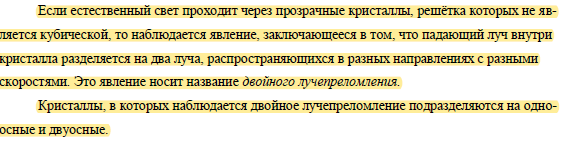 Если естественный свет проходит через прозрачные кристаллы, решётка которых не яв-
ляется кубической, то наблюдается явление, заключающееся в том, что падающий луч внутри
кристалла разделяется на два луча, распространяющихся в разных направлениях с разными
скоростями. Это явление носит название двойного лучепреломления.
Кристаллы, в которых наблюдается двойное лучепреломление подразделяются на одно-
осные и двуосные.